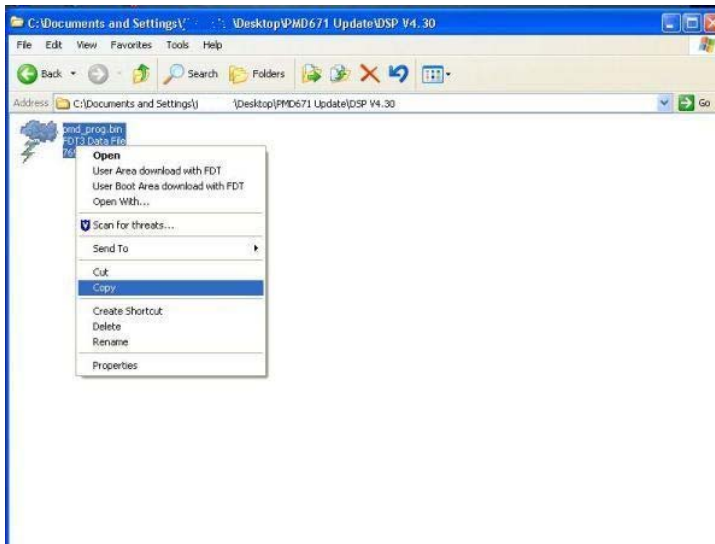 C:\Documents and Settings\ \Desktop\PMD671 Update\DSP V4.30
File Edit View Favorites Tools Help
Back Search Folders
Address C:\Documents and Settings\j \Desktop\PMD671 Update\DSP V4.30 Go
pmd_prog.bin
FDT3 Data File
Open
User Area download with FDT
User Boot Area download with FDT
Open With...
Scan for threats...
Send To
Cut
Copy
Create Shortcut
Delete
Rename
Properties